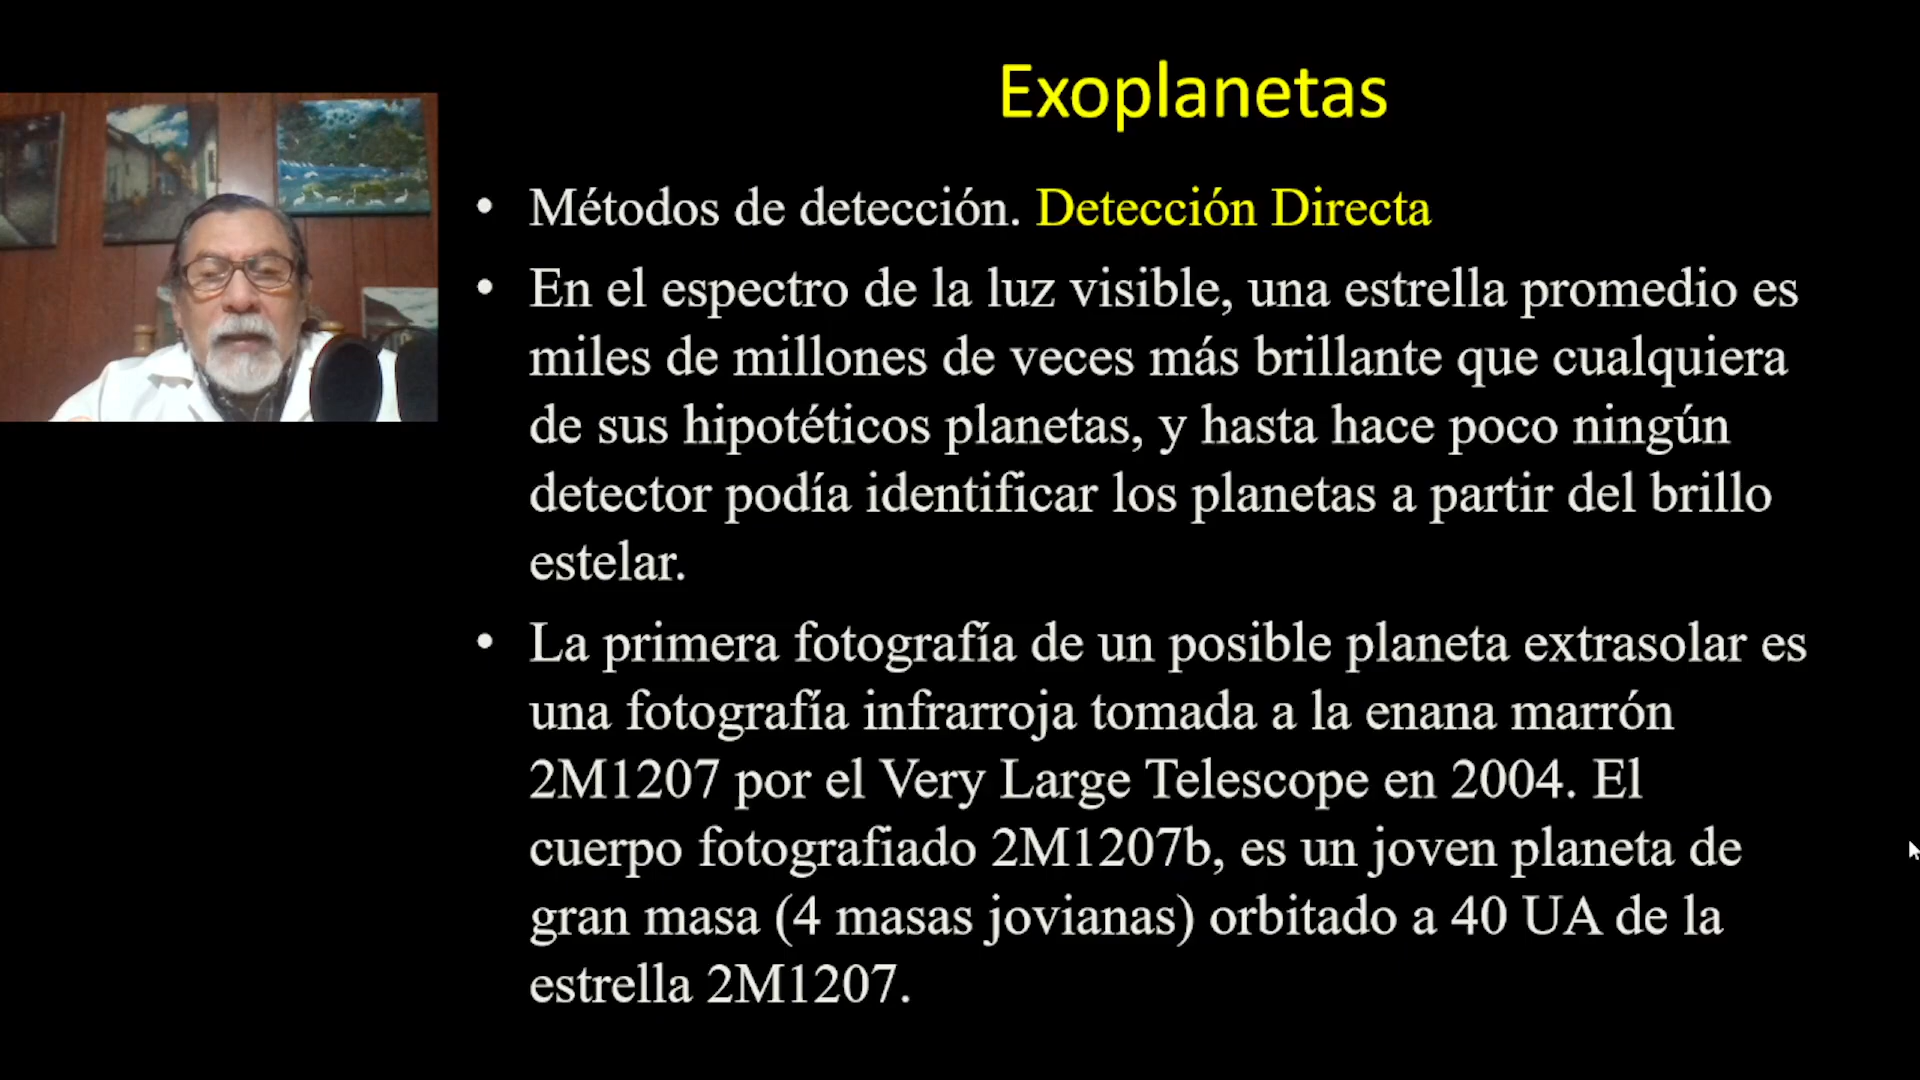 Exoplanetas
• Métodos de detección. Detección Directa
• En el espectro de la luz visible, una estrella promedio es
miles de millones de veces más brillante que cualquiera
de sus hipotéticos planetas, y hasta hace poco ningún
detector podía identificar los planetas a partir del brillo
estelar.
• La primera fotografía de un posible planeta extrasolar es
una fotografía infrarroja tomada a la enana marrón
2M1207 por el Very Large Telescope en 2004. El
cuerpo fotografiado 2M1207b, es un joven planeta de
gran masa (4 masas jovianas) orbitado a 40 UA de la
estrella 2M1207.